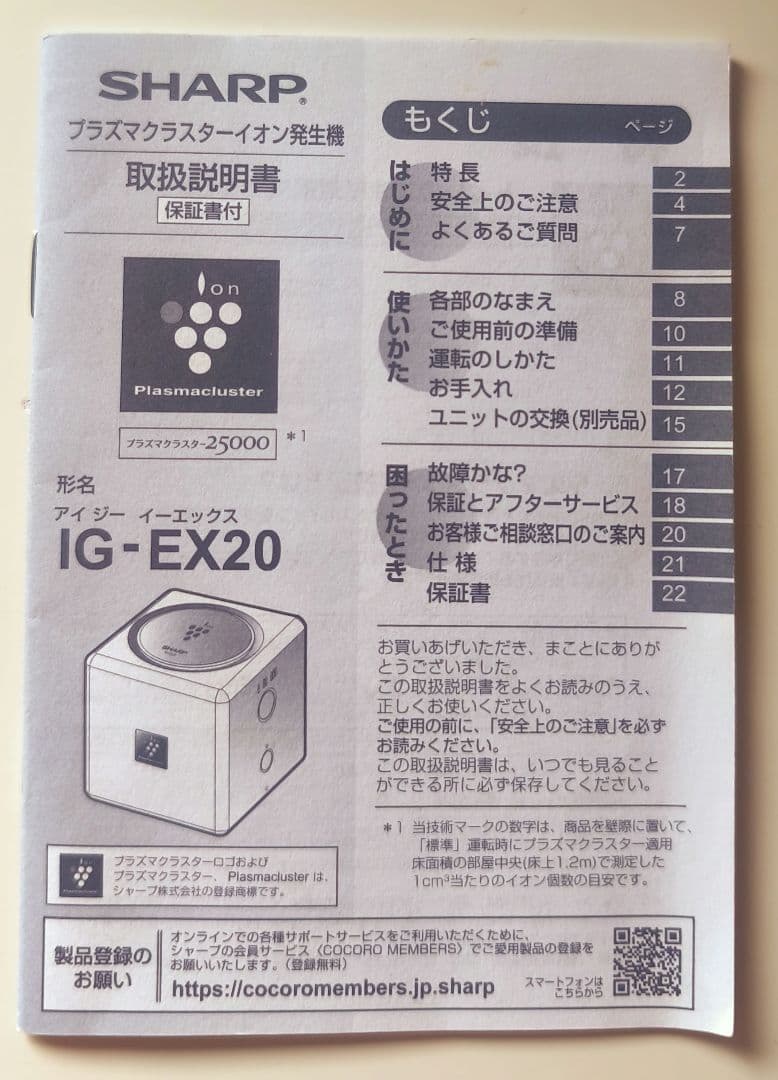 SHARP®
プラズマクラスターイオン発生機
取扱説明書
保証書付
Ion
Plasmacluster
プラズマクラスター25000 ＊1
形名
アイ ジー イーエックス
IG-EX20
SHARP
プラズマクラスターロゴおよび
プラズマクラスター、Plasmacluster は、
シャープ株式会社の登録商標です。
もくじ ページ
はじめに
特長 2
安全上のご注意 4
よくあるご質問 7
使いかた
各部のなまえ 8
ご使用前の準備 10
運転のしかた 11
お手入れ 12
ユニットの交換(別売品) 15
困ったとき
故障かな? 17
保証とアフターサービス 18
お客様ご相談窓口のご案内 20
仕様 21
保証書 22
お買いあげいただき、まことにありが
とうございました。
この取扱説明書をよくお読みのうえ、
正しくお使いください。
ご使用の前に、「安全上のご注意」を必ず
お読みください。
この取扱説明書は、いつでも見ること
ができる所に必ず保存してください。
＊1 当技術マークの数字は、商品を壁際に置いて、
「標準」運転時にプラズマクラスター適用
床面積の部屋中央(床上1.2m)で測定した
1cm³当たりのイオン個数の目安です。
製品登録の
お願い
オンラインでの各種サポートサービスをご利用いただくために、
シャープの会員サービス〈COCORO MEMBERS〉でご愛用製品の登録を
お願いいたします。（登録無料）
https://cocoromembers.jp.sharp
スマートフォンは
こちらから